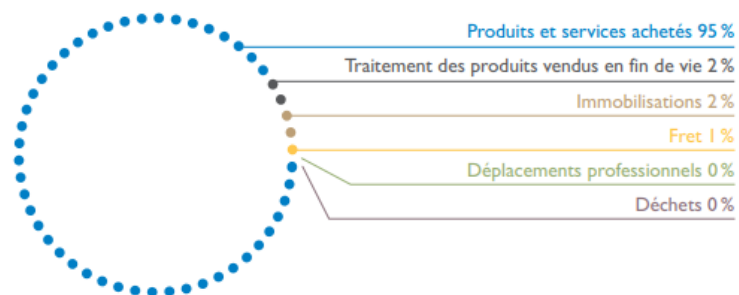 Produits et services achetés 95 %
Traitement des produits vendus en fin de vie 2 %
Immobilisations 2 %
Fret 1 %
Déplacements professionnels 0 %
Déchets 0 %